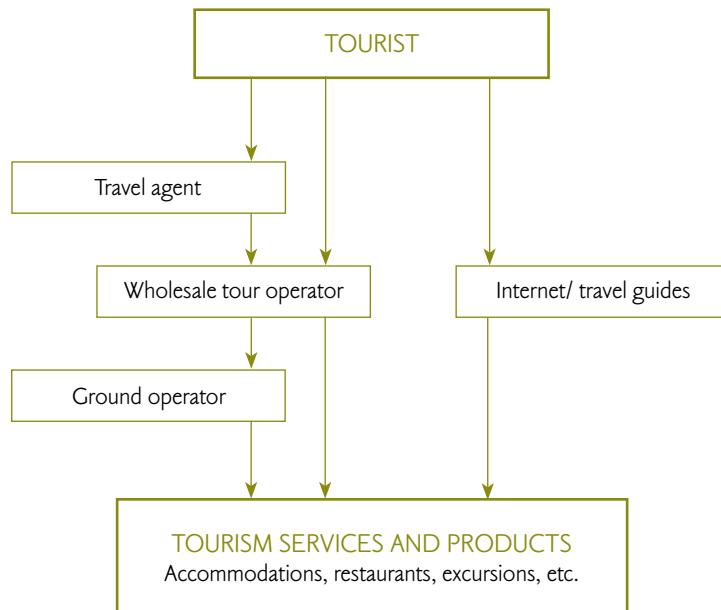 TOURIST
Travel agent
Wholesale tour operator
Internet/ travel guides
Ground operator
TOURISM SERVICES AND PRODUCTS
Accommodations, restaurants, excursions, etc.